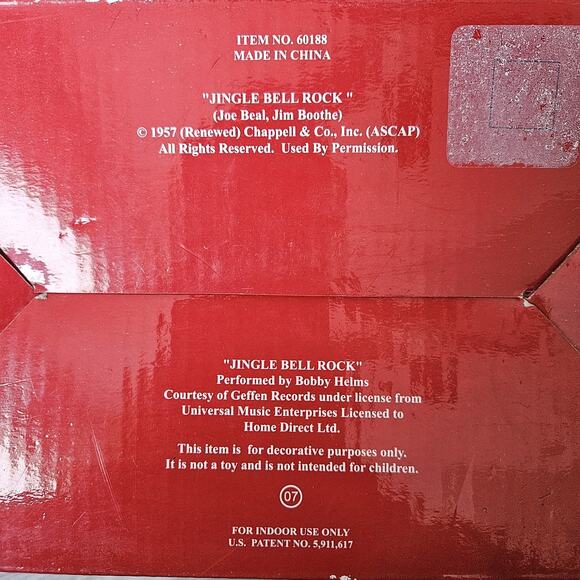 ITEM NO. 60188
MADE IN CHINA
"JINGLE BELL ROCK "
(Joe Beal, Jim Boothe)
© 1957 (Renewed) Chappell & Co., Inc. (ASCAP)
All Rights Reserved. Used By Permission.
"JINGLE BELL ROCK"
Performed by Bobby Helms
Courtesy of Geffen Records under license from
Universal Music Enterprises Licensed to
Home Direct Ltd.
This item is for decorative purposes only.
It is not a toy and is not intended for children.
07
FOR INDOOR USE ONLY
U.S. PATENT NO. 5,911,617